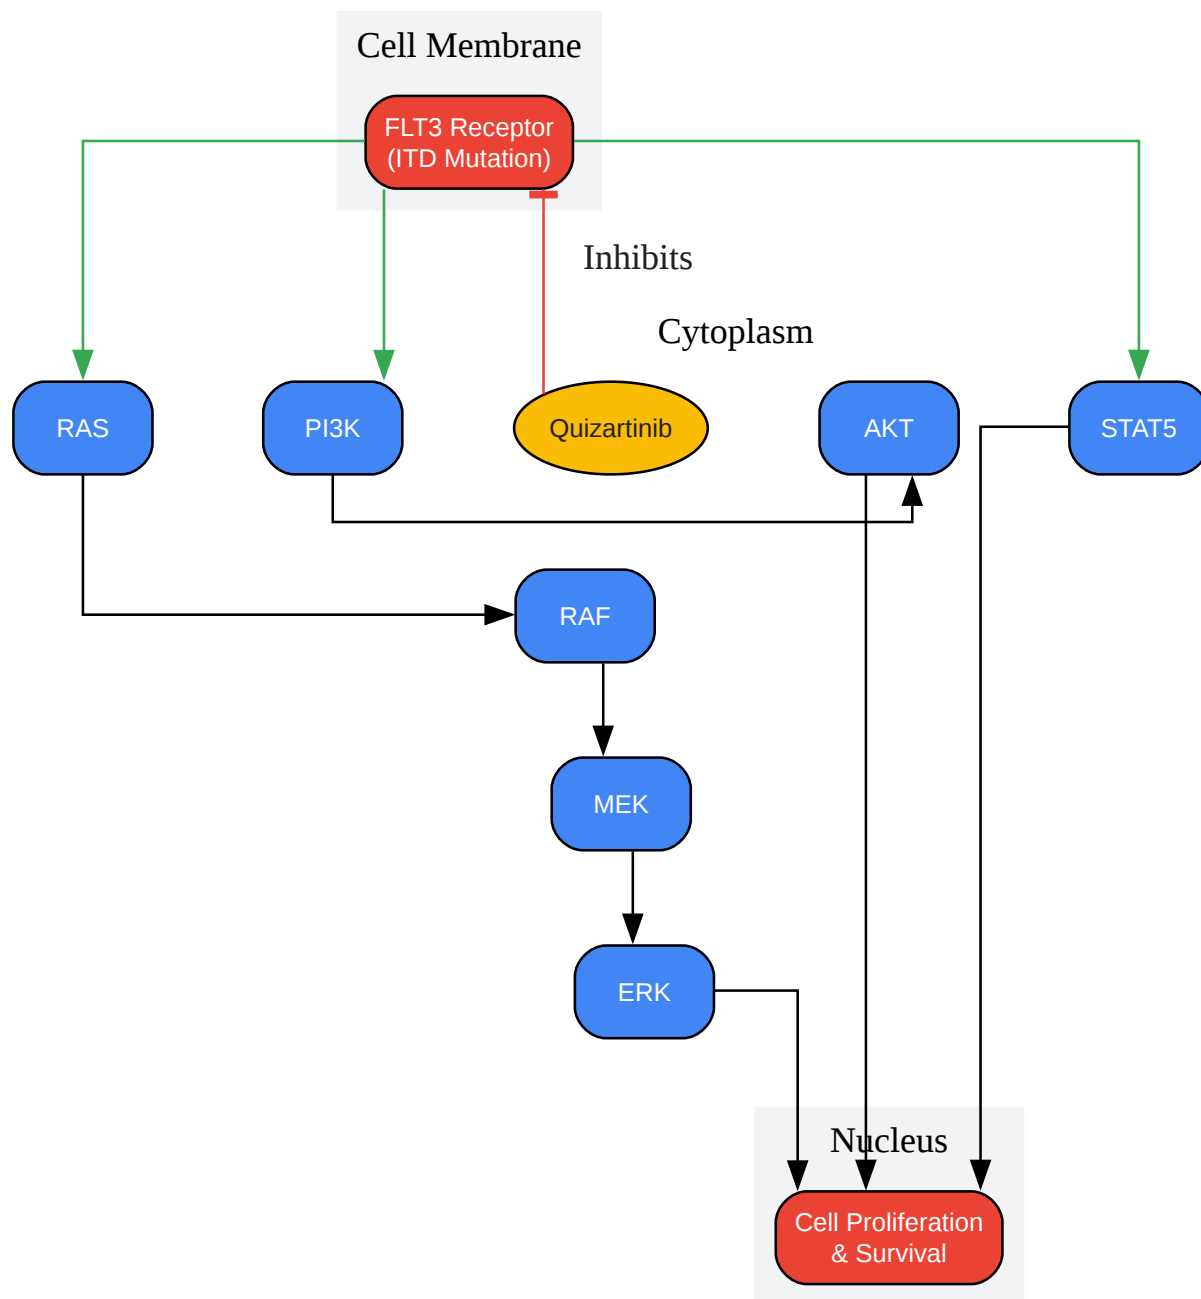 Cell Membrane
FLT3 Receptor
(ITD Mutation)
Inhibits
Cytoplasm
RAS
PI3K
Quizartinib
AKT
STAT5
RAF
MEK
ERK
Nucleus
Cell Proliferation
& Survival